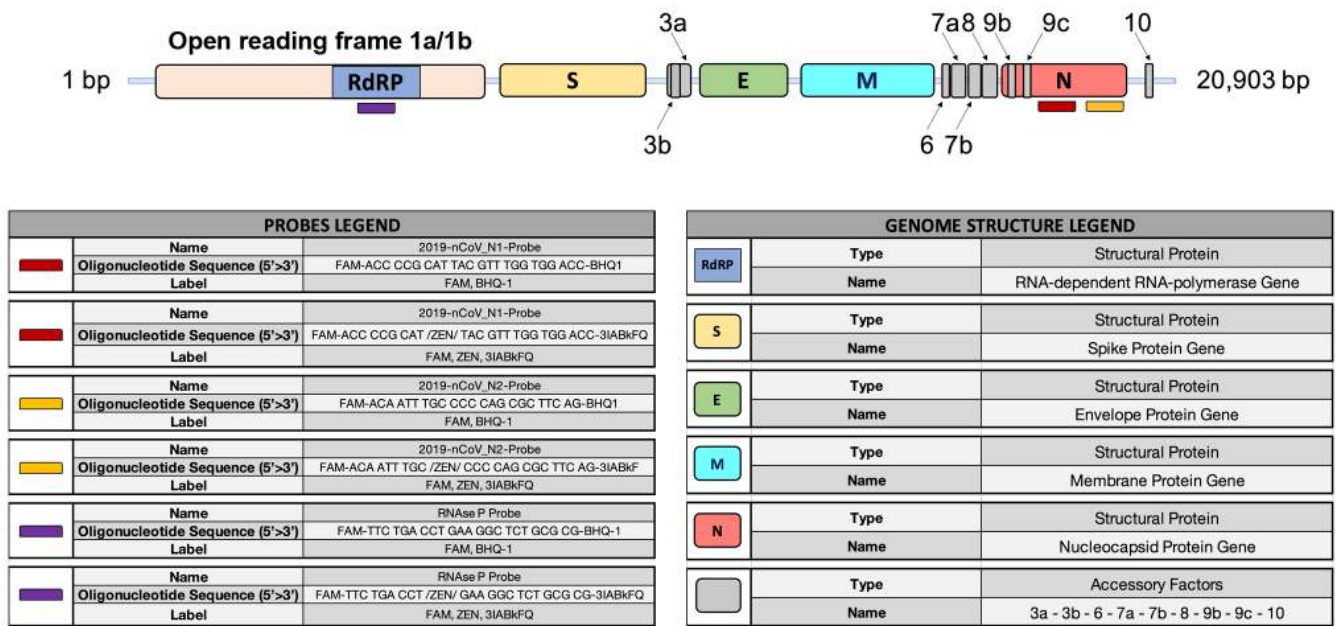 3a 7a 8 9b 9c 10
Open reading frame 1a/1b
1 bp RdRP S E M N 20,903 bp
3b 6 7b
PROBES LEGEND
Name 2019-nCoV_N1-Probe
Oligonucleotide Sequence (5'>3') FAM-ACC CCG CAT TAC GTT TGG TGG ACC-BHQ1
Label FAM, BHQ-1
Name 2019-nCoV_N1-Probe
Oligonucleotide Sequence (5'>3') FAM-ACC CCG CAT /ZEN/ TAC GTT TGG TGG ACC-3IABkFQ
Label FAM, ZEN, 3IABkFQ
Name 2019-nCoV_N2-Probe
Oligonucleotide Sequence (5'>3') FAM-ACA ATT TGC CCC CAG CGC TTC AG-BHQ1
Label FAM, BHQ-1
Name 2019-nCoV_N2-Probe
Oligonucleotide Sequence (5'>3') FAM-ACA ATT TGC /ZEN/ CCC CAG CGC TTC AG-3IABkF
Label FAM, ZEN, 3IABkFQ
Name RNAse P Probe
Oligonucleotide Sequence (5'>3') FAM-TTC TGA CCT GAA GGC TCT GCG CG-BHQ-1
Label FAM, BHQ-1
Name RNAse P Probe
Oligonucleotide Sequence (5'>3') FAM-TTC TGA CCT /ZEN/ GAA GGC TCT GCG CG-3IABkFQ
Label FAM, ZEN, 3IABkFQ
GENOME STRUCTURE LEGEND
RdRP
Type Structural Protein
Name RNA-dependent RNA-polymerase Gene
S
Type Structural Protein
Name Spike Protein Gene
E
Type Structural Protein
Name Envelope Protein Gene
M
Type Structural Protein
Name Membrane Protein Gene
N
Type Structural Protein
Name Nucleocapsid Protein Gene
Type Accessory Factors
Name 3a - 3b - 6 - 7a - 7b - 8 - 9b - 9c - 10